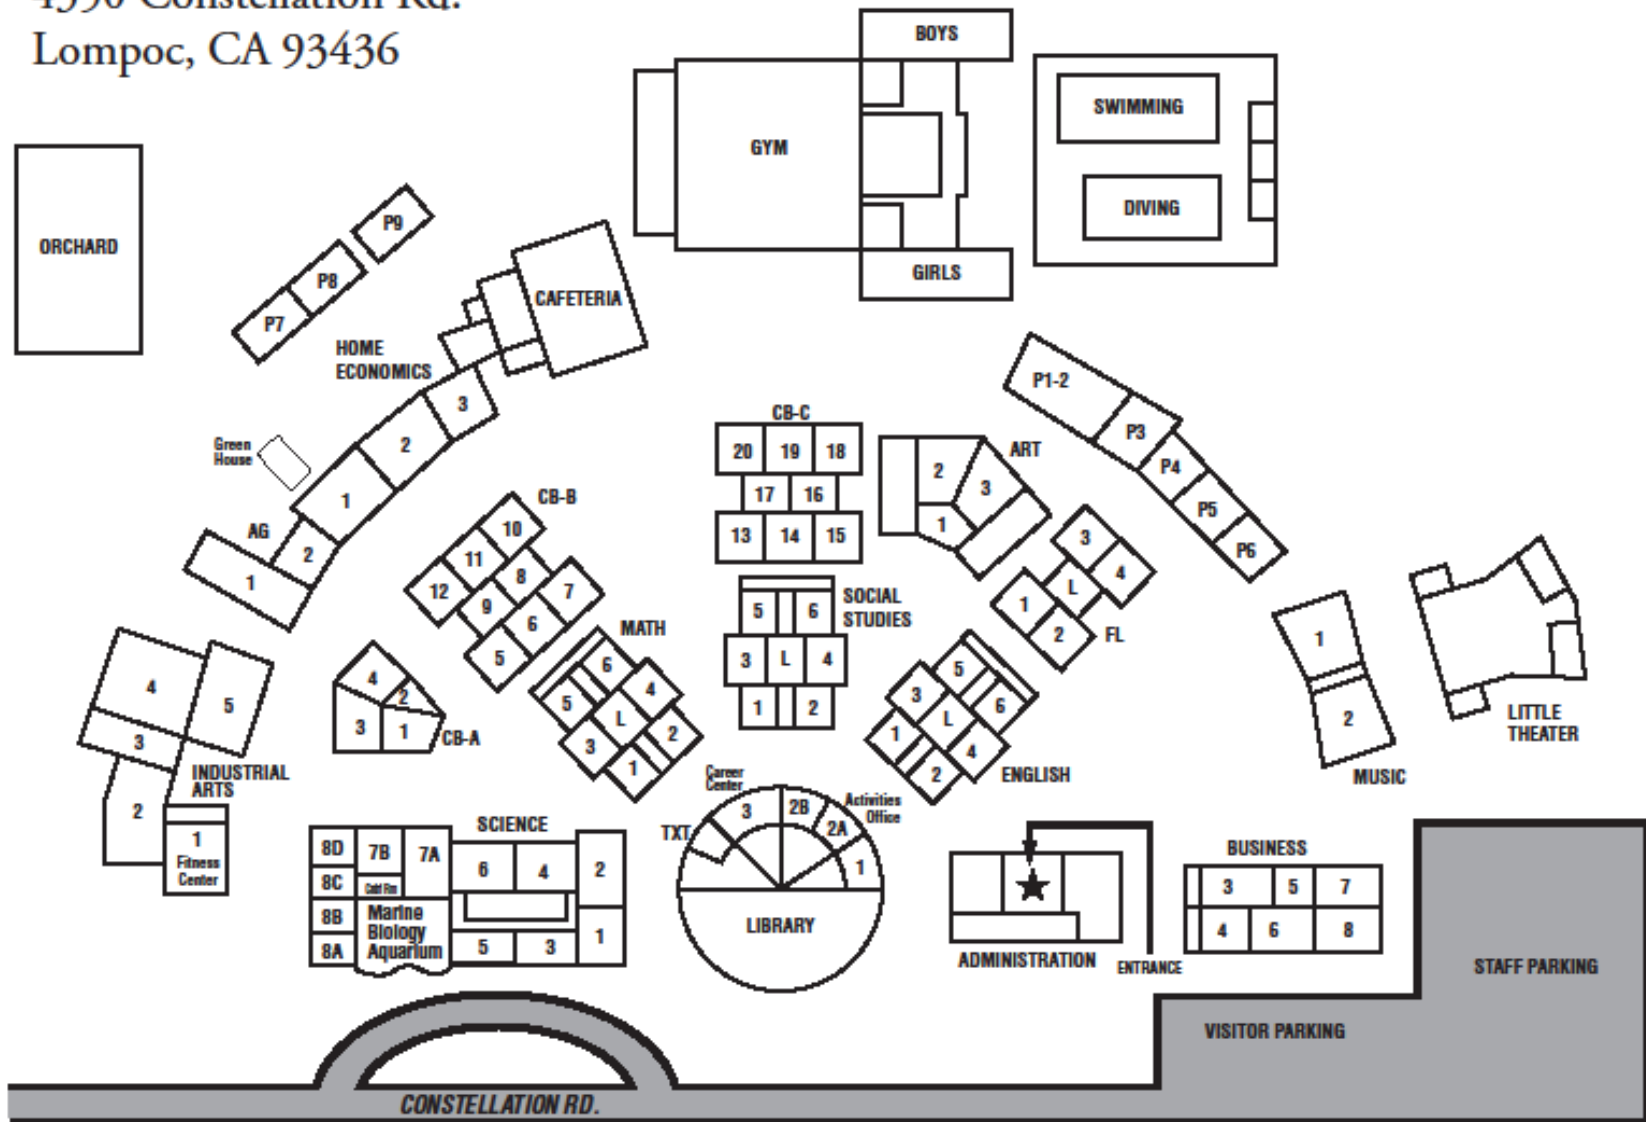 4350 Constellation Rd.
Lompoc, CA 93436
BOYS
GYM
SWIMMING
DIVING
GIRLS
ORCHARD
P9
P8
P7
CAFETERIA
HOME
ECONOMICS
3
2
1
Green
House
AG
2
1
P1-2
P3
P4
P5
P6
CB-C
20 19 18
17 16
13 14 15
ART
2
3
1
CB-B
10
11
12
8
9
7
6
5
MATH
6
5
4
L
3
2
1
SOCIAL
STUDIES
5 6
3 L 4
1 2
3
4
L
1
2
FL
5
6
3
L
1
4
2
ENGLISH
1
2
MUSIC
LITTLE
THEATER
4
5
3
2
INDUSTRIAL
ARTS
1
Fitness
Center
4
2
3 1
CB-A
SCIENCE
8D
8C
8B
8A
7B
7A
Marine
Biology
Aquarium
6 4 2
5 3 1
Career
Center
Activities
Office
TXT
3
2B
2A
1
LIBRARY
ADMINISTRATION
ENTRANCE
BUSINESS
3 5 7
4 6 8
STAFF PARKING
VISITOR PARKING
CONSTELLATION RD.